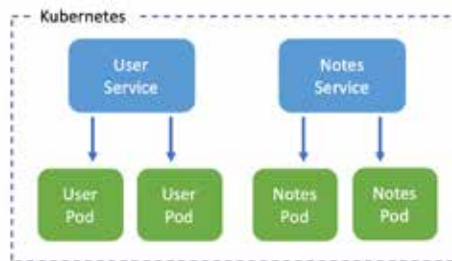 Kubernetes
User
Service
Notes
Service
User
Pod
User
Pod
Notes
Pod
Notes
Pod